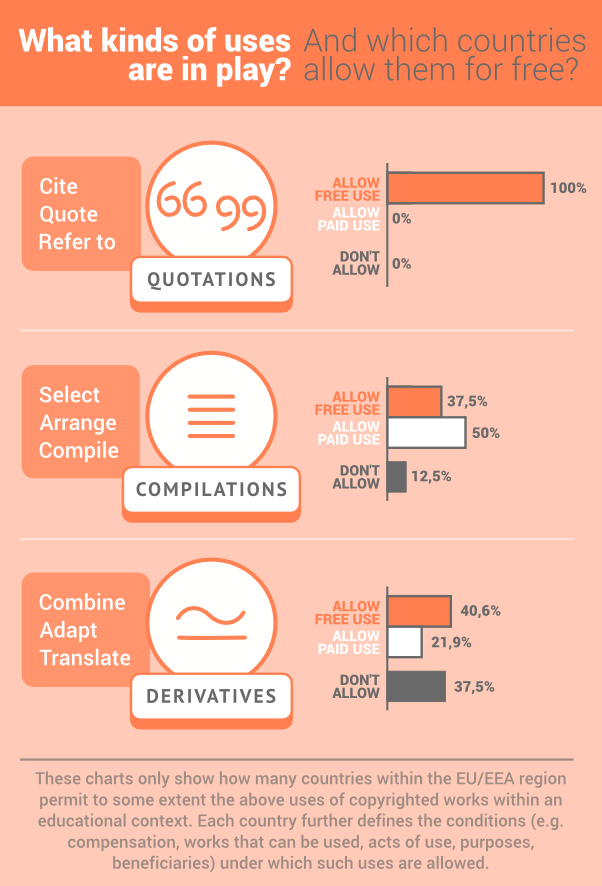 What kinds of uses And which countries
are in play? allow them for free?
Cite
Quote
Refer to
66 99
QUOTATIONS
ALLOW
FREE USE
100%
ALLOW
PAID USE
0%
DON'T
ALLOW
0%
Select
Arrange
Compile
COMPILATIONS
ALLOW
FREE USE
37,5%
ALLOW
PAID USE
50%
DON'T
ALLOW
12,5%
Combine
Adapt
Translate
DERIVATIVES
ALLOW
FREE USE
40,6%
ALLOW
PAID USE
21,9%
DON'T
ALLOW
37,5%
These charts only show how many countries within the EU/EEA region
permit to some extent the above uses of copyrighted works within an
educational context. Each country further defines the conditions (e.g.
compensation, works that can be used, acts of use, purposes,
beneficiaries) under which such uses are allowed.